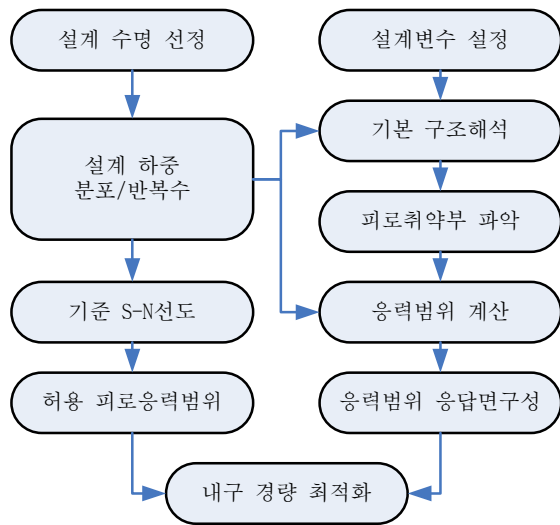 설계 수명 선정
설계 하중
분포/반복수
기준 S-N선도
허용 피로응력범위
설계변수 설정
기본 구조해석
피로취약부 파악
응력범위 계산
응력범위 응답면구성
내구 경량 최적화